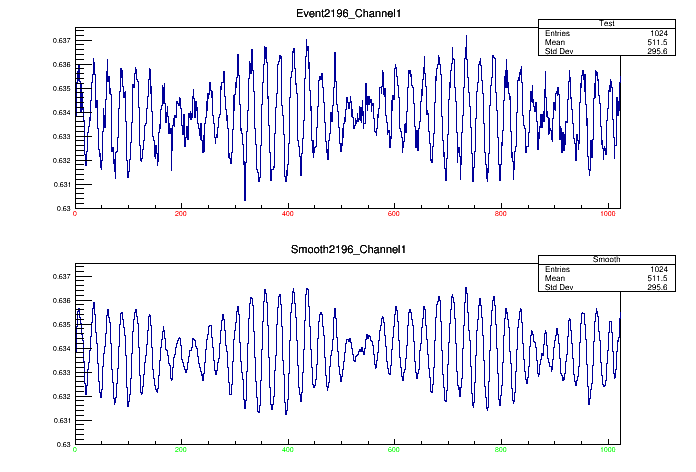 Event2196_Channel1
Test
Entries 1024
Mean 511.5
Std Dev 295.6
0.637
0.636
0.635
0.634
0.633
0.632
0.631
0.63
0 200 400 600 800 1000
Smooth2196_Channel1
Smooth
Entries 1024
Mean 511.5
Std Dev 295.6
0.637
0.636
0.635
0.634
0.633
0.632
0.631
0.63
0 200 400 600 800 1000